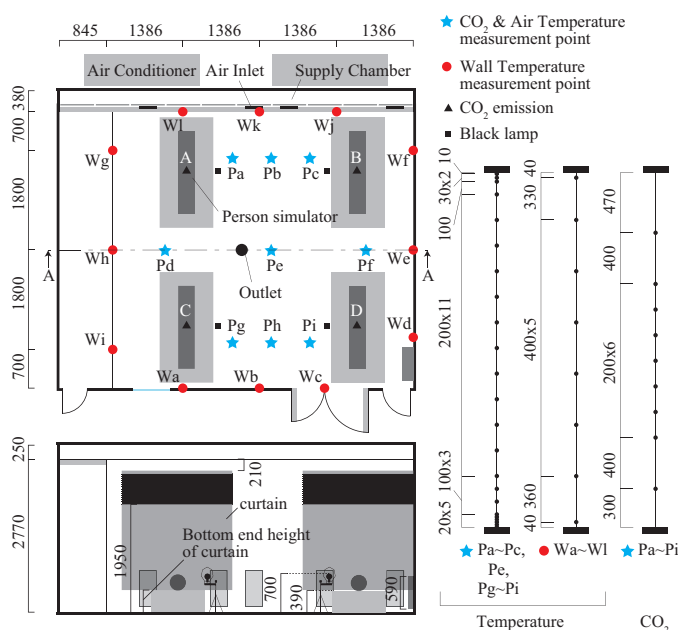 845 1386 1386 1386 1386
CO2 & Air Temperature
measurement point
Wall Temperature
measurement point
CO2 emission
Black lamp
Air Conditioner
Air Inlet
Supply Chamber
380
700
1800
1800
700
Wl Wk Wj
Wg A B Wf
Pa Pb Pc
Person simulator
Wh Pd Pe Pf We
A A
Outlet
C Pg Ph Pi D Wd
Wi
Wa Wb Wc
250
2770
210
curtain
Bottom end height
of curtain
1950
700
390
590
10
30x2
100
200x11
100x3
20x5
40
330
400x5
360
40
470
400
200x6
400
300
Pa~Pc,
Pe,
Pg~Pi
Wa~Wl
Pa~Pi
Temperature
CO2